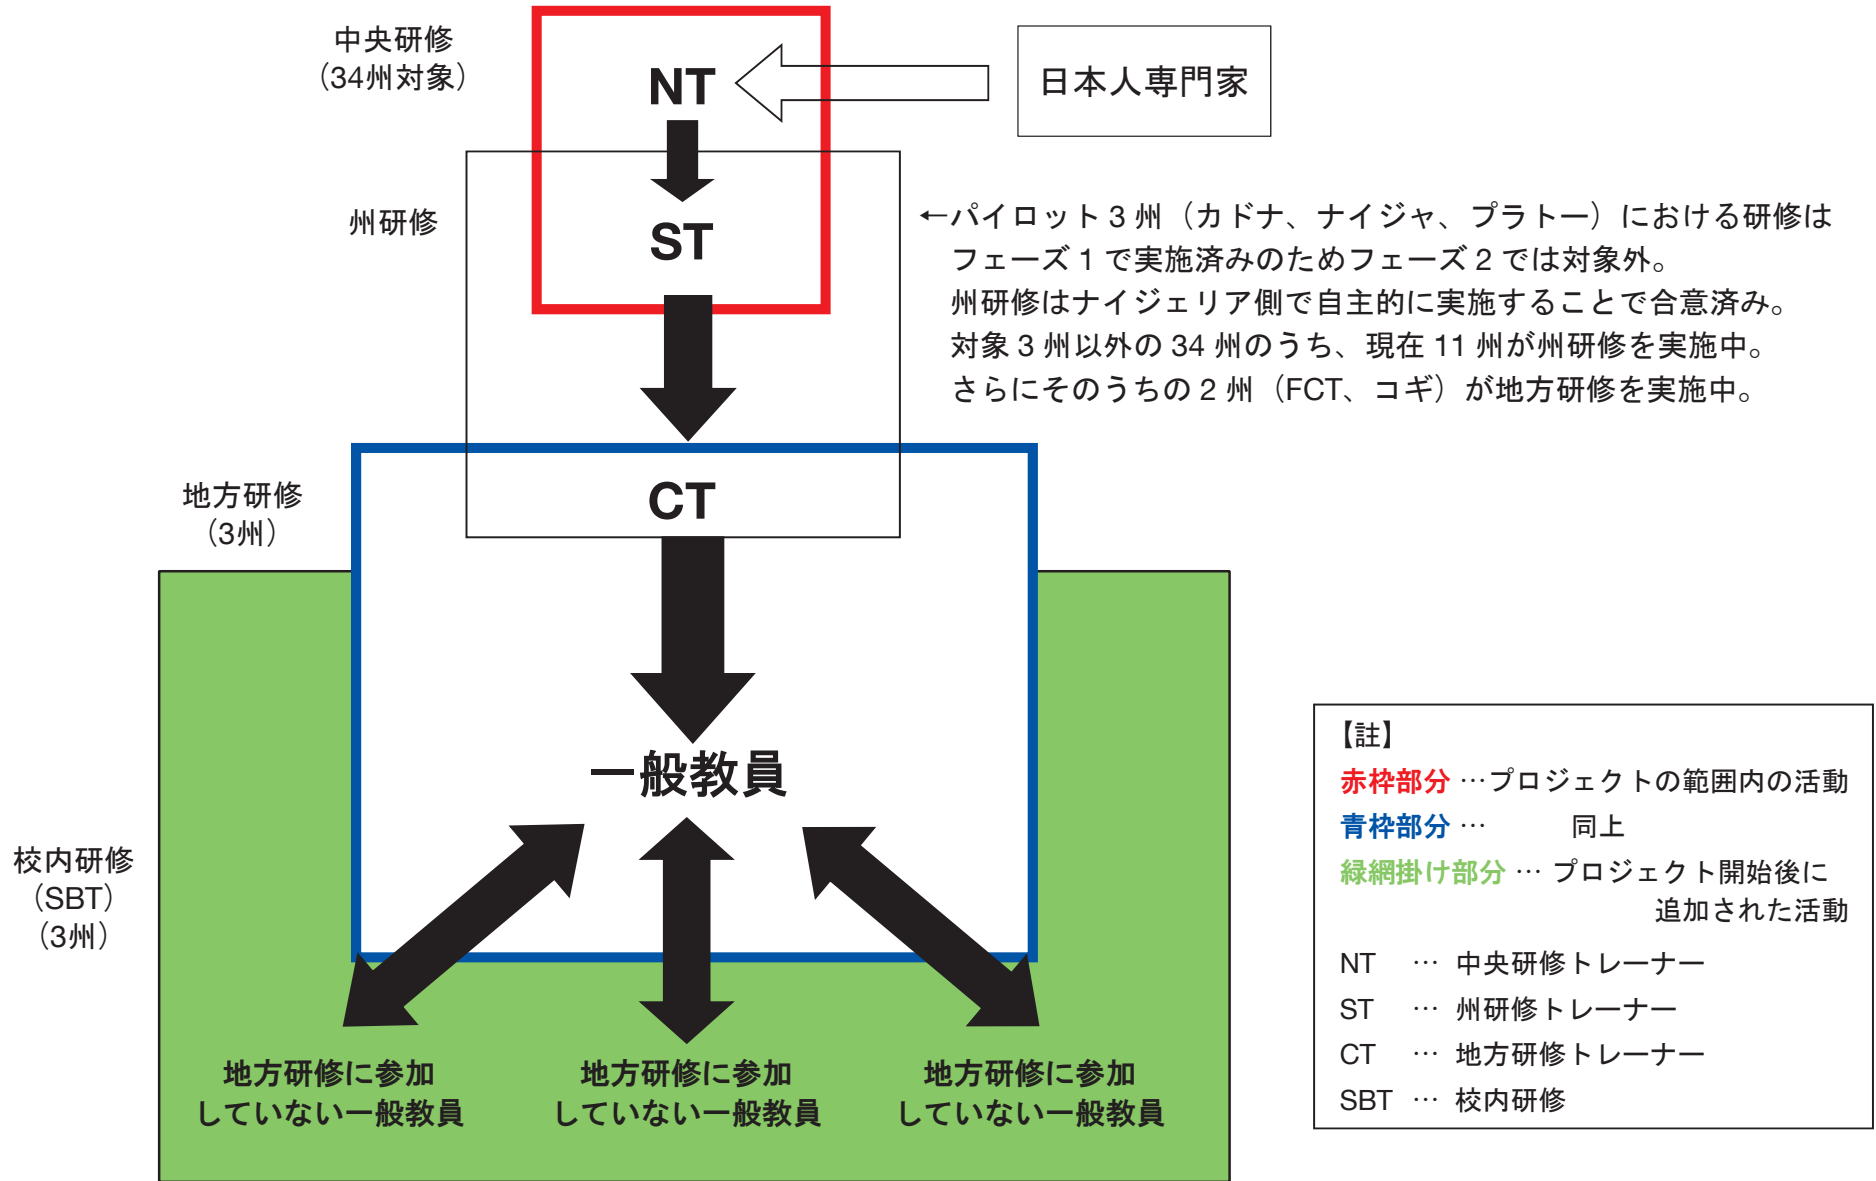 中央研修
（34州対象）
NT
日本人専門家
州研修
ST
←パイロット 3 州（カドナ、ナイジャ、プラトー）における研修は
フェーズ 1 で実施済みのためフェーズ 2 では対象外。
州研修はナイジェリア側で自主的に実施することで合意済み。
対象 3 州以外の 34 州のうち、現在 11 州が州研修を実施中。
さらにそのうちの 2 州（FCT、コギ）が地方研修を実施中。
地方研修
（3州）
CT
一般教員
校内研修
（SBT）
（3州）
地方研修に参加
していない一般教員
地方研修に参加
していない一般教員
地方研修に参加
していない一般教員
【註】
赤枠部分 …プロジェクトの範囲内の活動
青枠部分 … 同上
緑網掛け部分 … プロジェクト開始後に
追加された活動
NT … 中央研修トレーナー
ST … 州研修トレーナー
CT … 地方研修トレーナー
SBT … 校内研修